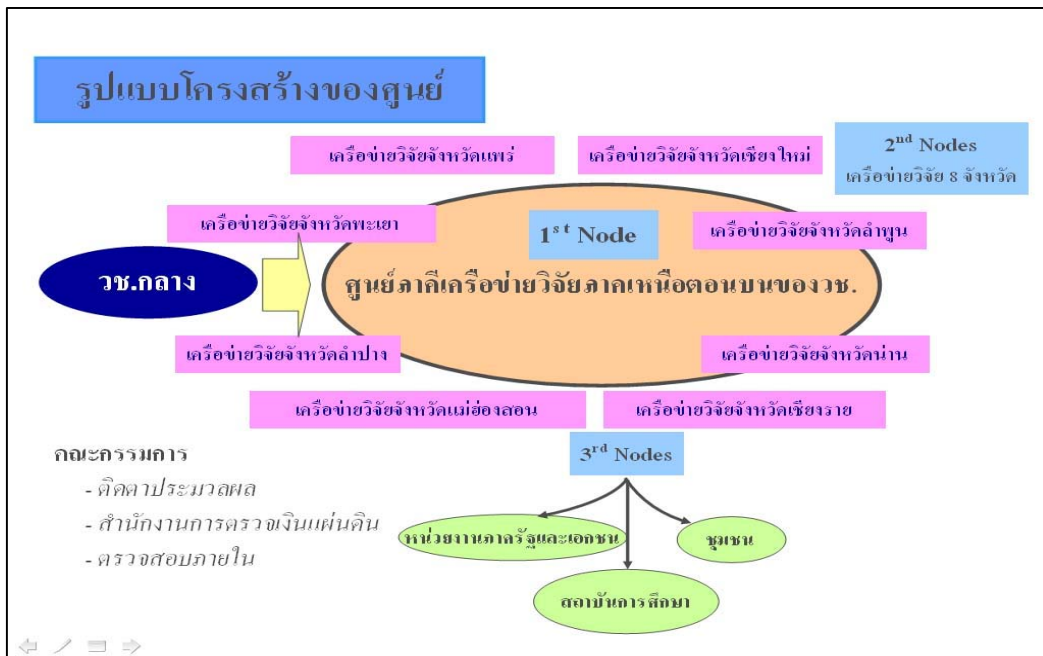 รูปแบบโครงสร้างของศูนย์
เครือข่ายวิจัยจังหวัดแพร่
เครือข่ายวิจัยจังหวัดเชียงใหม่
2nd Nodes
เครือข่ายวิจัย 8 จังหวัด
เครือข่ายวิจัยจังหวัดพะเยา
1st Node
เครือข่ายวิจัยจังหวัดลำพูน
วช.กลาง
ศูนย์ภาคีเครือข่ายวิจัยภาคเหนือตอนบนของวช.
เครือข่ายวิจัยจังหวัดลำปาง
เครือข่ายวิจัยจังหวัดน่าน
เครือข่ายวิจัยจังหวัดแม่ฮ่องสอน
เครือข่ายวิจัยจังหวัดเชียงราย
3rd Nodes
คณะกรรมการ
- ติดตาประมวลผล
- สำนักงานการตรวจเงินแผ่นดิน
- ตรวจสอบภายใน
หน่วยงานภาครัฐและเอกชน
ชุมชน
สถาบันการศึกษา